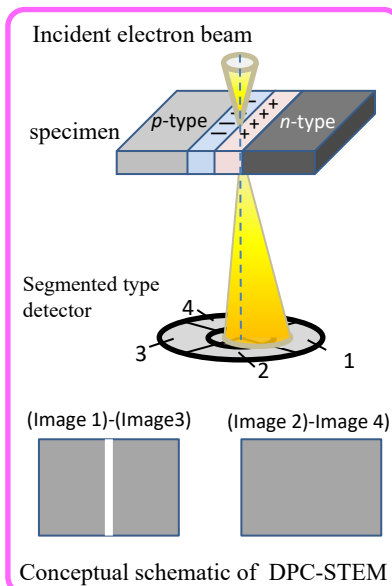 Incident electron beam
specimen
p-type
n-type
− − −
+ + + + +
Segmented type
detector
4
3
2
1
(Image 1)-(Image3)
(Image 2)-Image 4)
Conceptual schematic of DPC-STEM